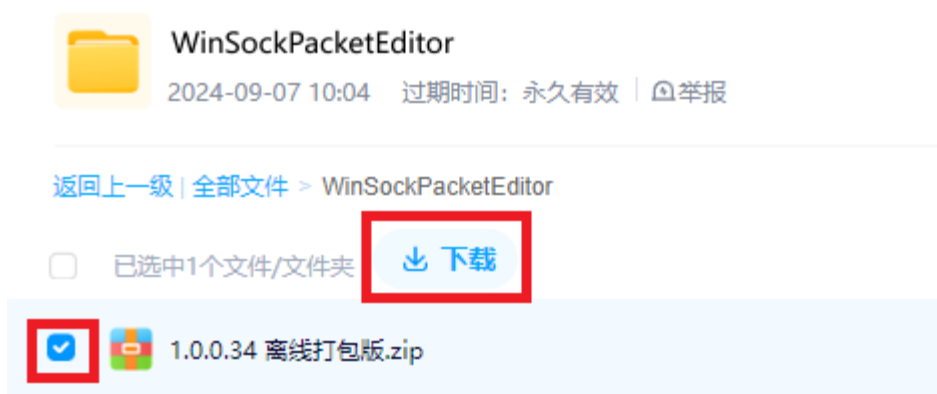 WinSockPacketEditor
2024-09-07 10:04 过期时间：永久有效 举报
返回上一级 | 全部文件 > WinSockPacketEditor
已选中1个文件/文件夹 下载
1.0.0.34 离线打包版.zip